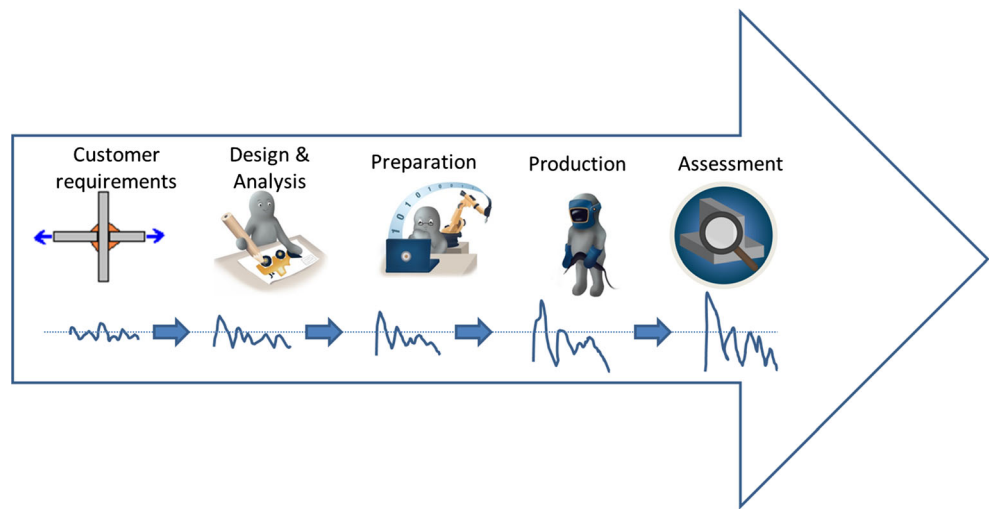 Customer
requirements
Design &
Analysis
Preparation
Production
Assessment